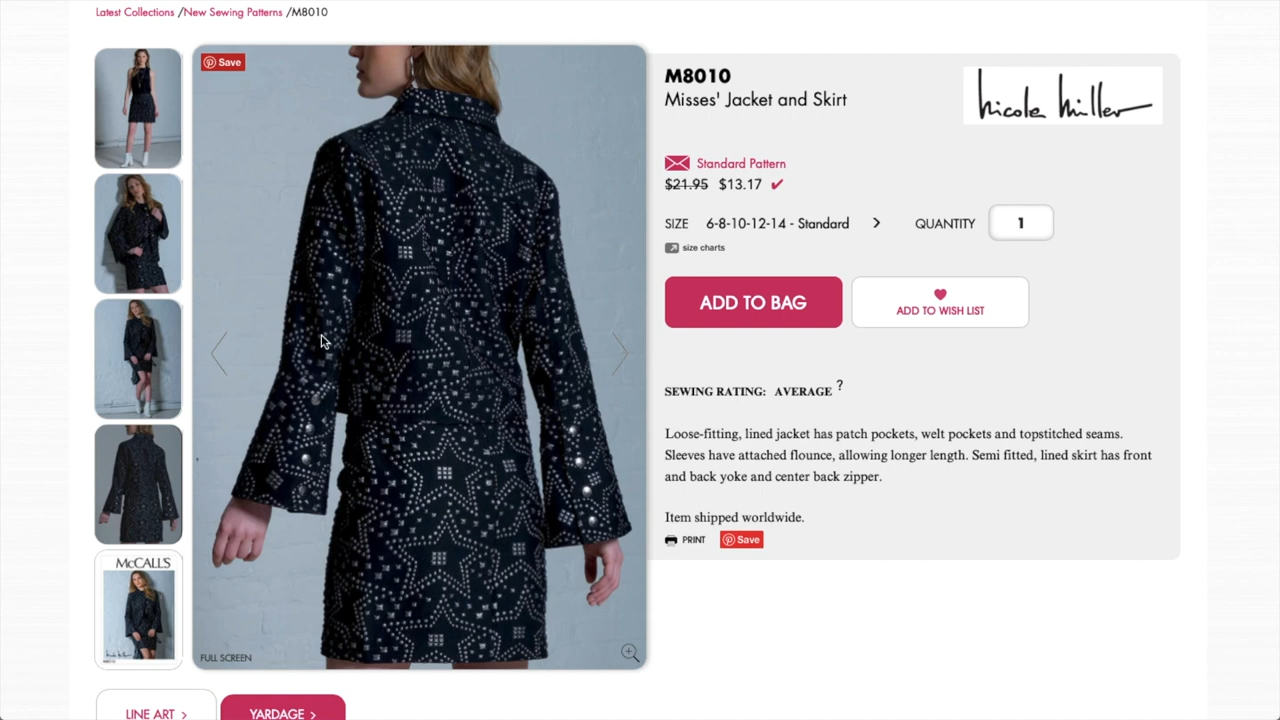 Latest Collections /New Sewing Patterns /M8010
Save
M8010
Misses' Jacket and Skirt
nicole miller
Standard Pattern
$21.95 $13.17
SIZE 6-8-10-12-14 - Standard > QUANTITY 1
size charts
ADD TO BAG
ADD TO WISH LIST
SEWING RATING: AVERAGE ?
Loose-fitting, lined jacket has patch pockets, welt pockets and topstitched seams.
Sleeves have attached flounce, allowing longer length. Semi fitted, lined skirt has front
and back yoke and center back zipper.
Item shipped worldwide.
PRINT Save
McCALL'S
FULL SCREEN
LINE ART >
YARDAGE >